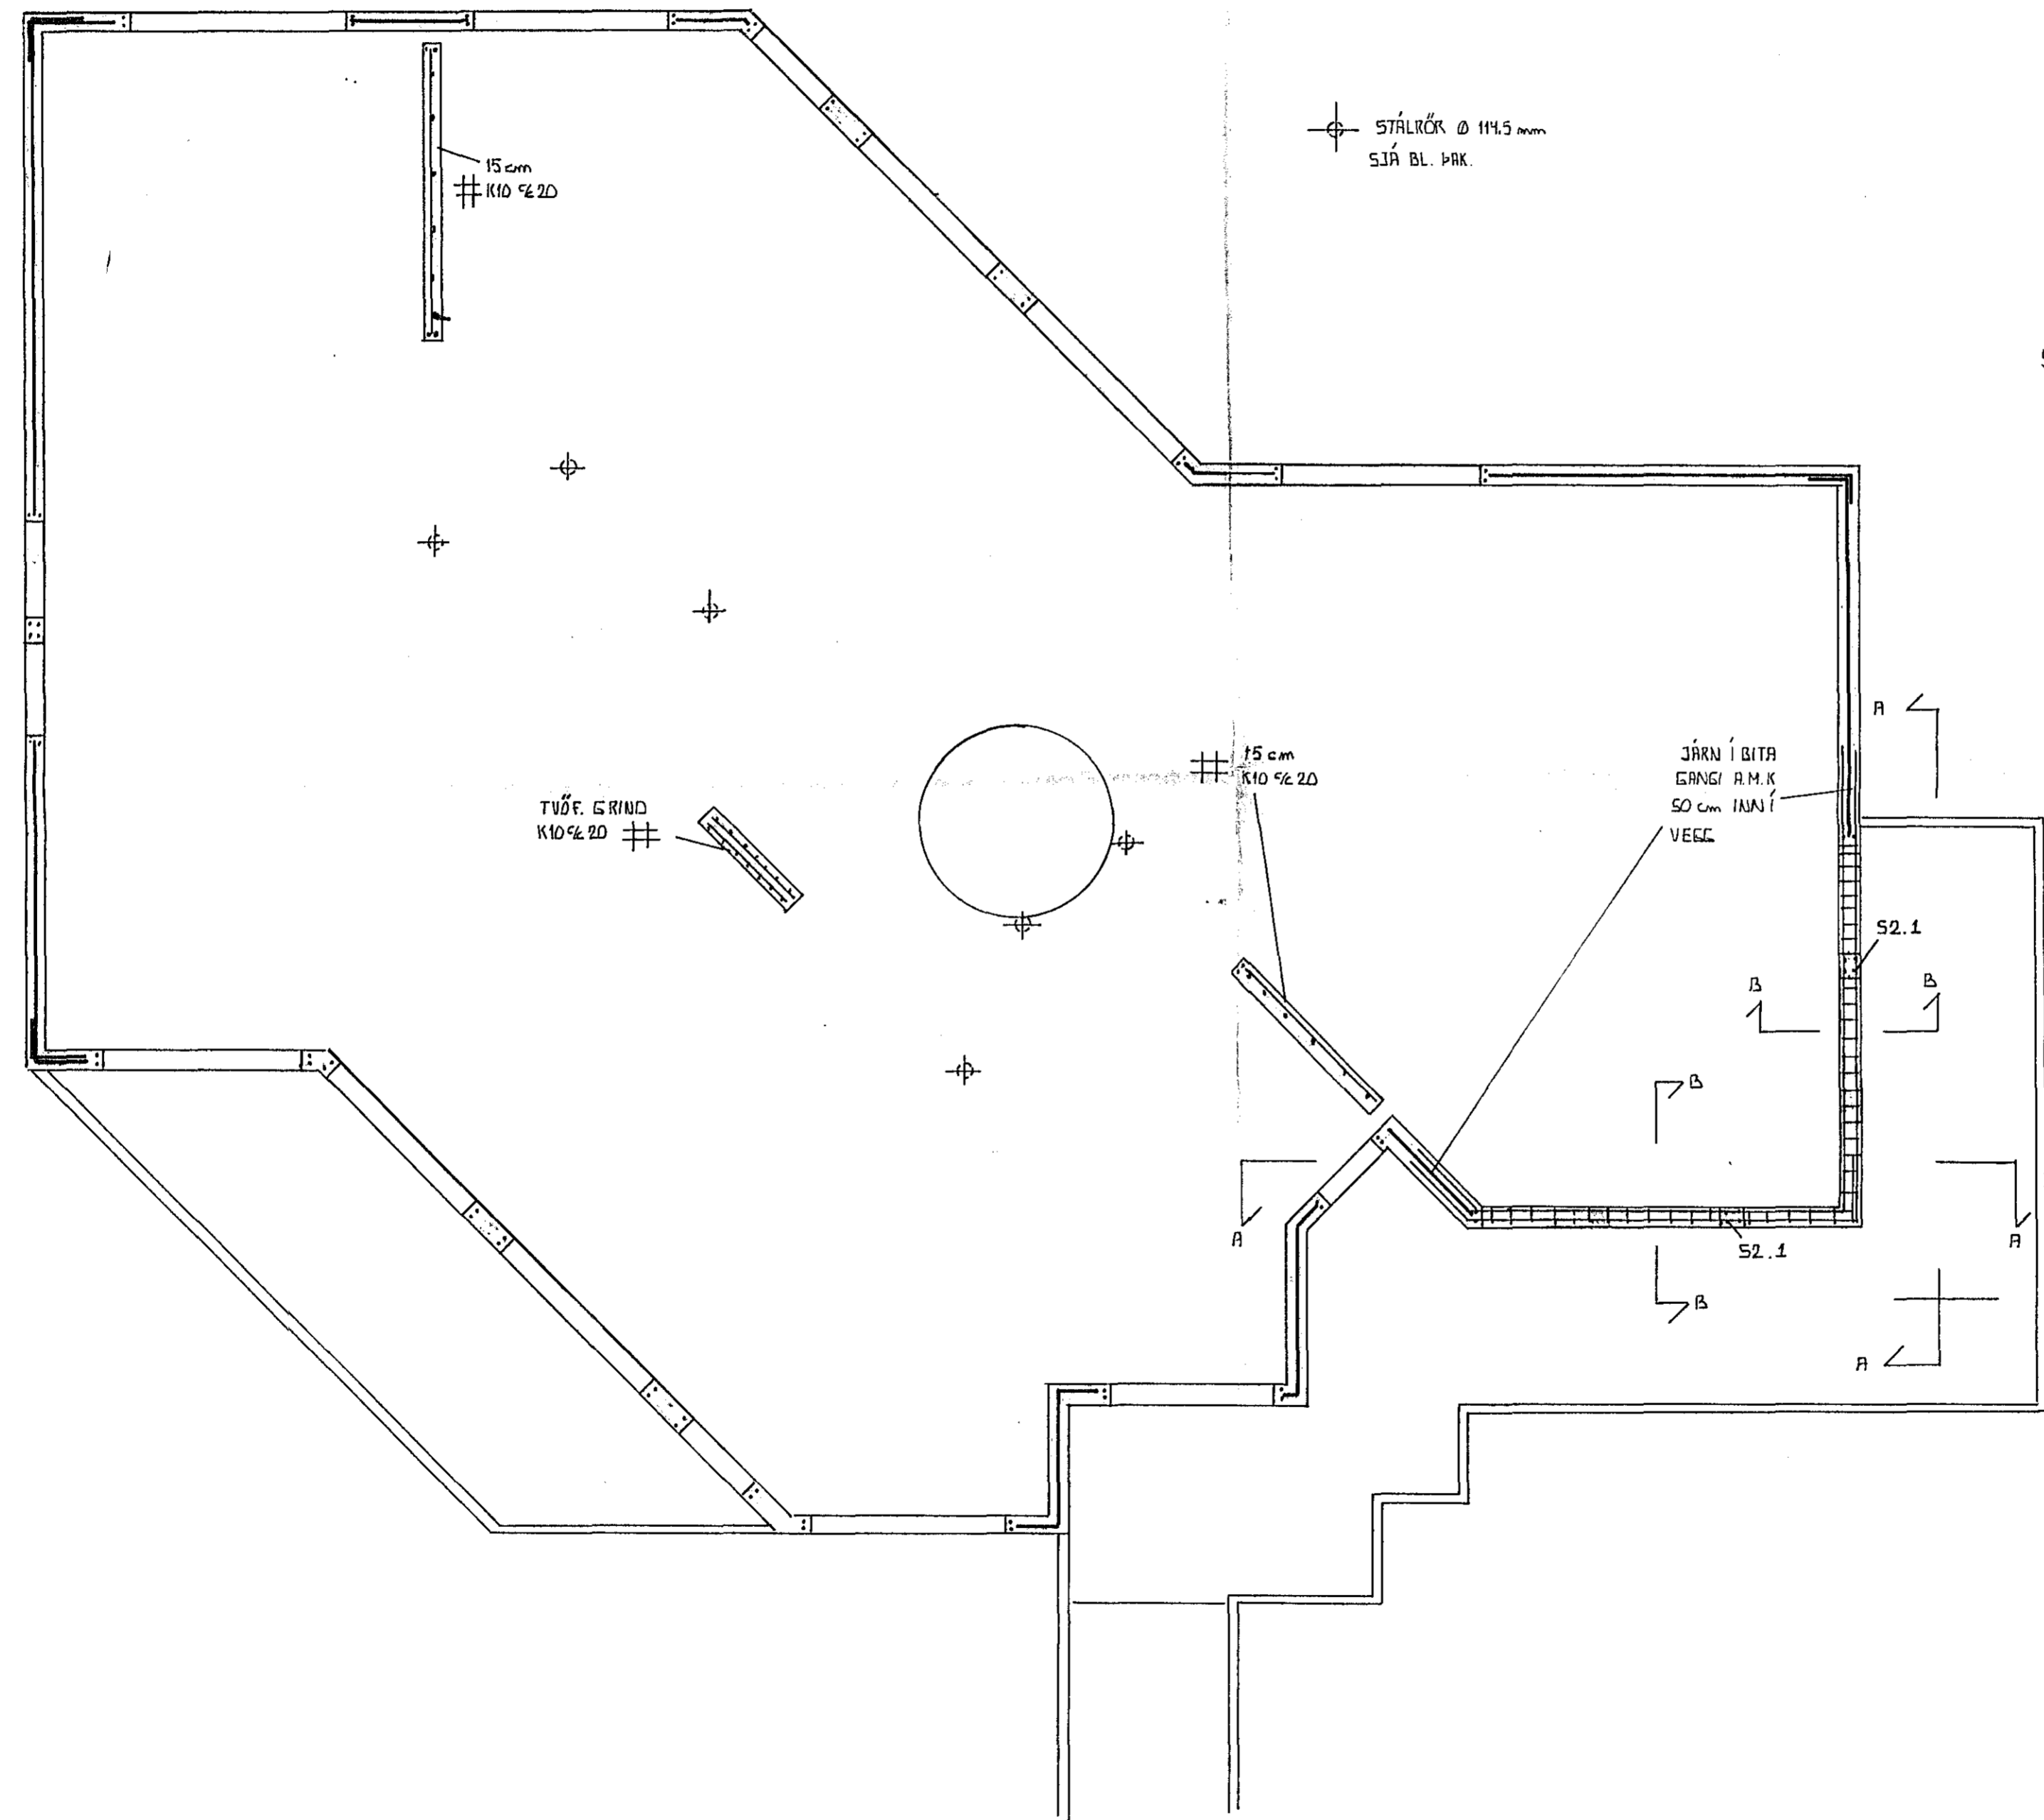 STÁLRÖR Ø 114.5 mm
SJÁ BL. ÞAK.
15 cm
K10 c/c 20
A
JÁRN Í BITA
GANGI A.M.K
50 cm INN Í
VEGG
15 cm
K10 c/c 20
TVÖF. GRIND
K10 c/c 20
S2.1
B
B
B
A
A
S2.1
B
A